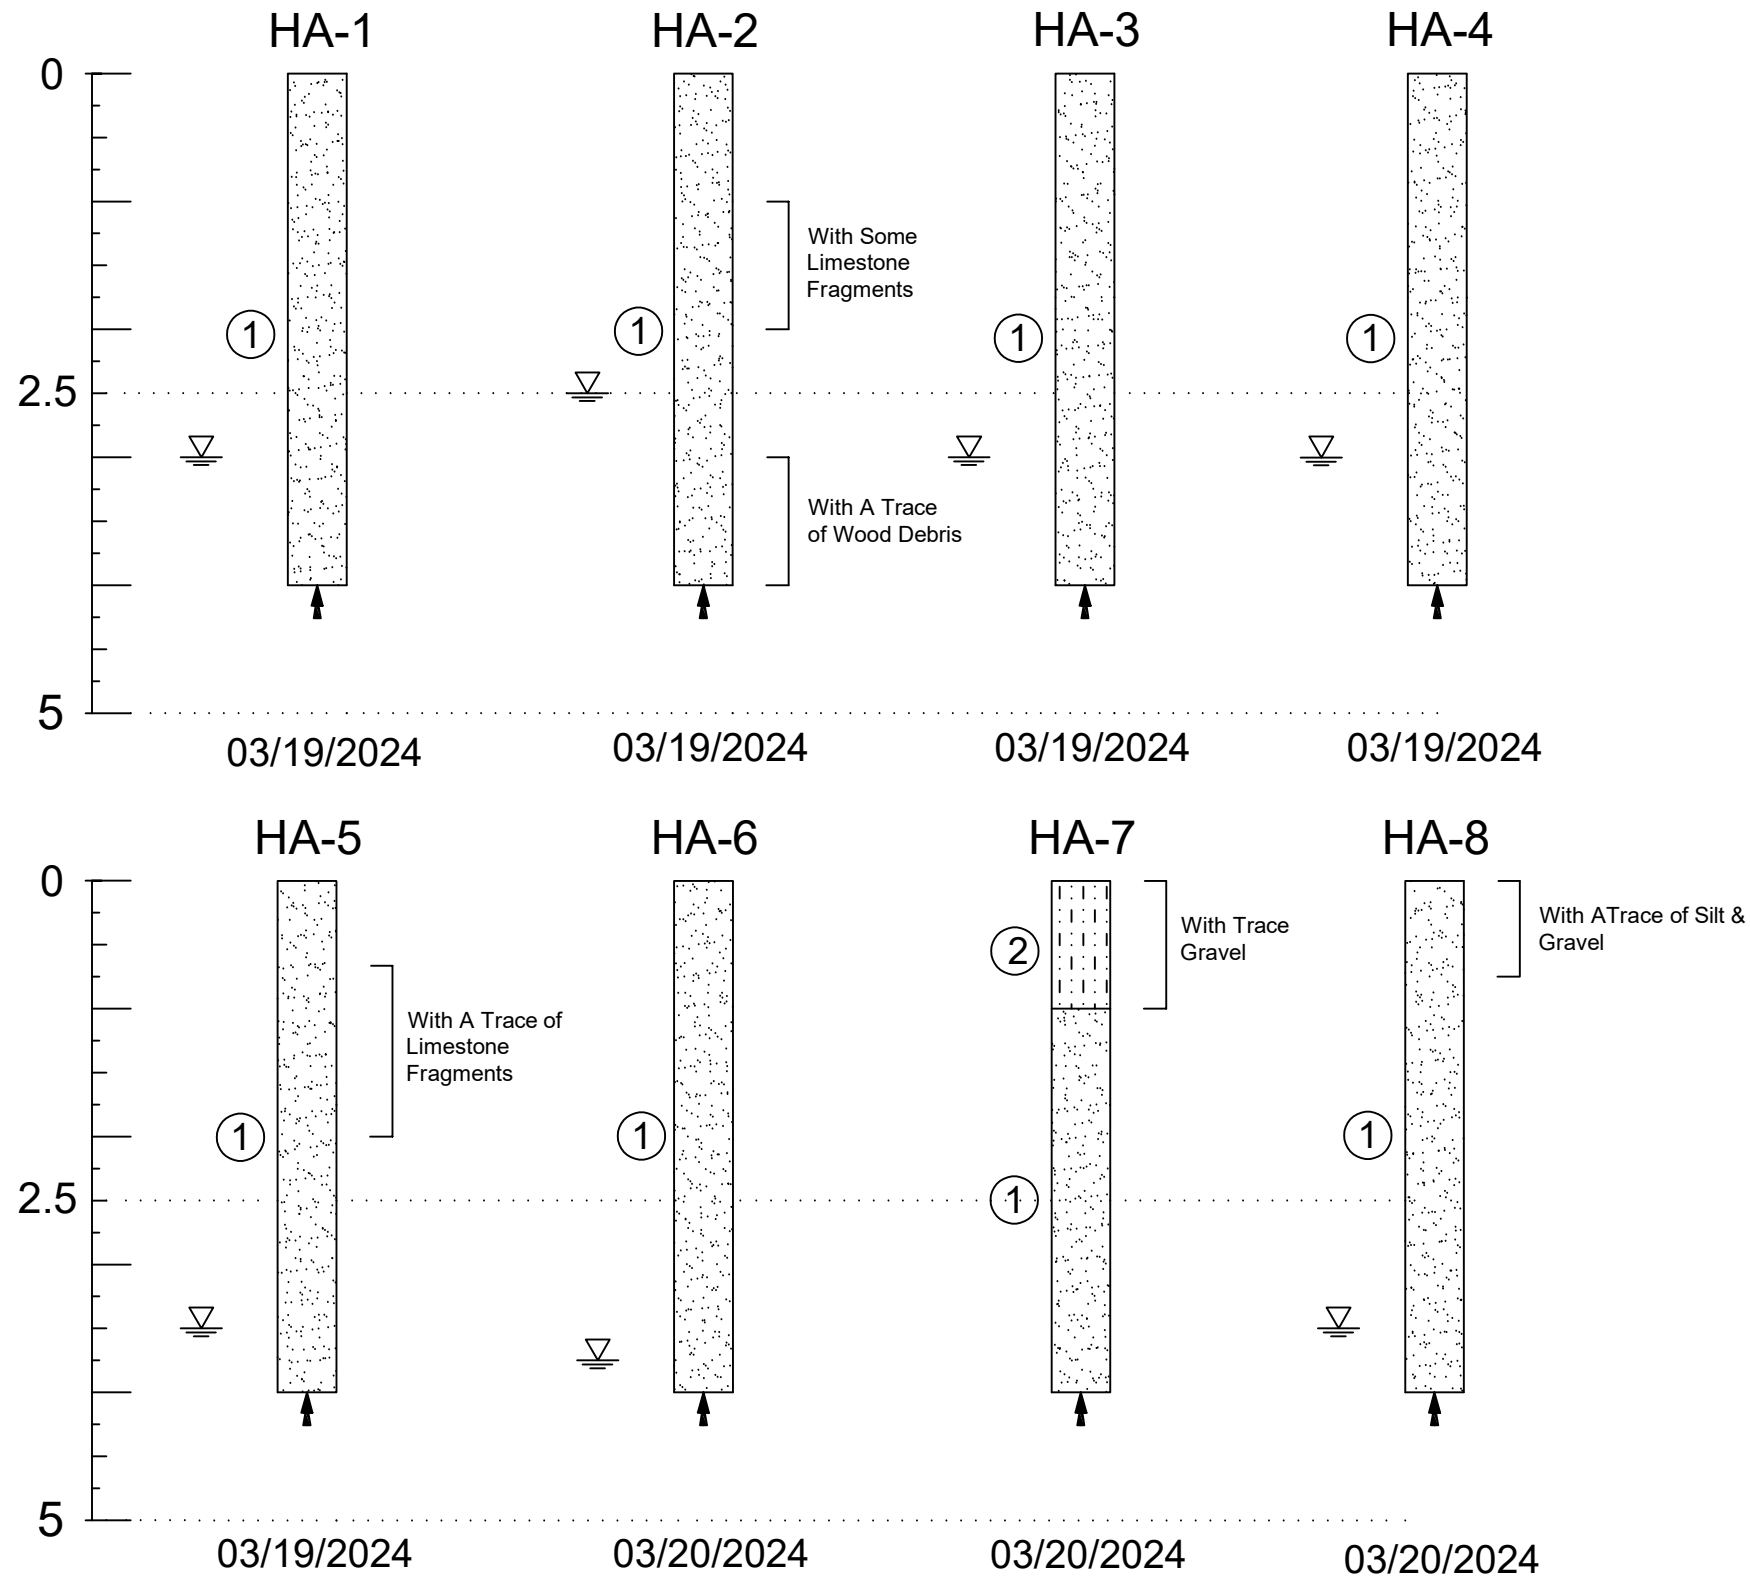 HA-1 HA-2 HA-3 HA-4
0
With Some
Limestone
Fragments
1 1 1 1
2.5
With A Trace
of Wood Debris
5
03/19/2024 03/19/2024 03/19/2024 03/19/2024
HA-5 HA-6 HA-7 HA-8
0
With Trace
Gravel
With ATrace of Silt &
Gravel
2
With A Trace of
Limestone
Fragments
1 1 1
2.5
1
5
03/19/2024 03/20/2024 03/20/2024 03/20/2024